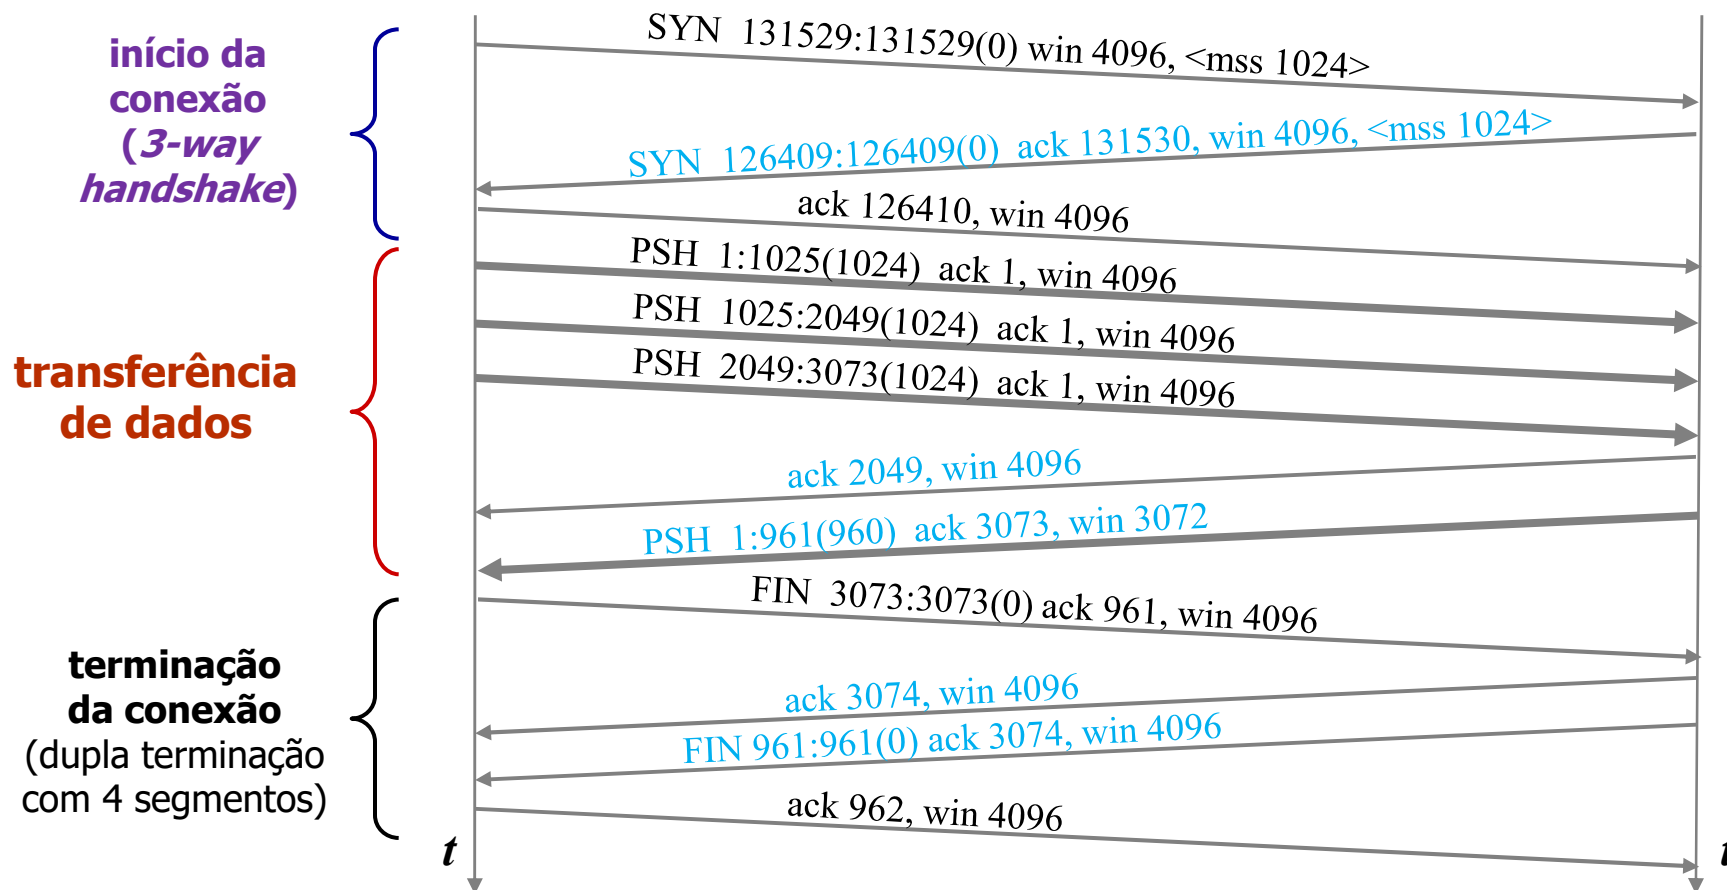 início da
conexão
(3-way
handshake)
SYN 131529:131529(0) win 4096, <mss 1024>
SYN 126409:126409(0) ack 131530, win 4096, <mss 1024>
ack 126410, win 4096
transferência
de dados
PSH 1:1025(1024) ack 1, win 4096
PSH 1025:2049(1024) ack 1, win 4096
PSH 2049:3073(1024) ack 1, win 4096
ack 2049, win 4096
PSH 1:961(960) ack 3073, win 3072
terminação
da conexão
(dupla terminação
com 4 segmentos)
FIN 3073:3073(0) ack 961, win 4096
ack 3074, win 4096
FIN 961:961(0) ack 3074, win 4096
ack 962, win 4096
t
t